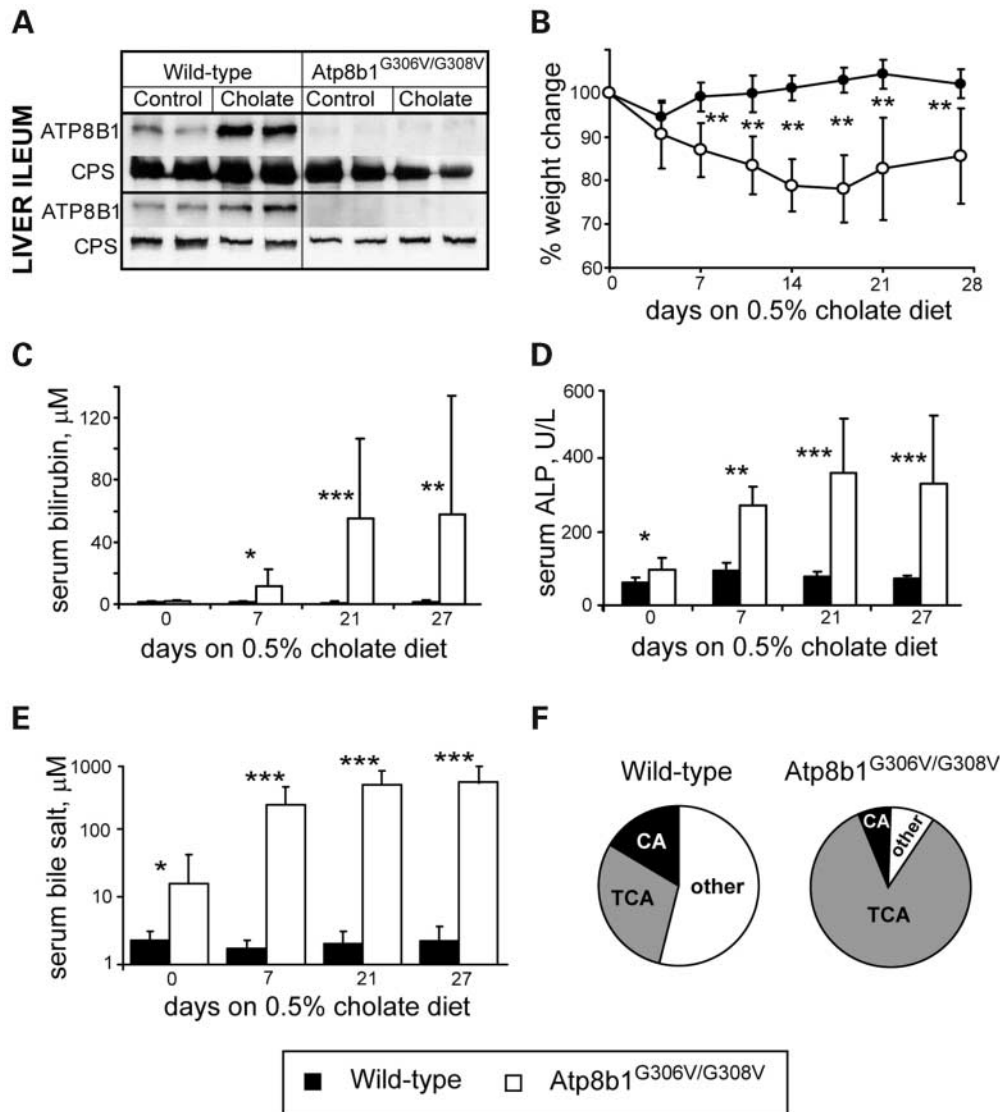 A
LIVER ILEUM
Wild-type Atp8b1G306V/G308V
Control Cholate Control Cholate
ATP8B1
CPS
ATP8B1
CPS
B
% weight change
100
90
80
70
60
** ** ** ** ** **
0 7 14 21 28
days on 0.5% cholate diet
C
serum bilirubin, μM
120
80
40
0
* *** **
0 7 21 27
days on 0.5% cholate diet
D
serum ALP, U/L
600
400
200
0
* ** *** ***
0 7 21 27
days on 0.5% cholate diet
E
serum bile salt, μM
1000
100
10
1
* *** *** ***
0 7 21 27
days on 0.5% cholate diet
F
Wild-type Atp8b1G306V/G308V
CA TCA other
CA other TCA
Wild-type Atp8b1G306V/G308V